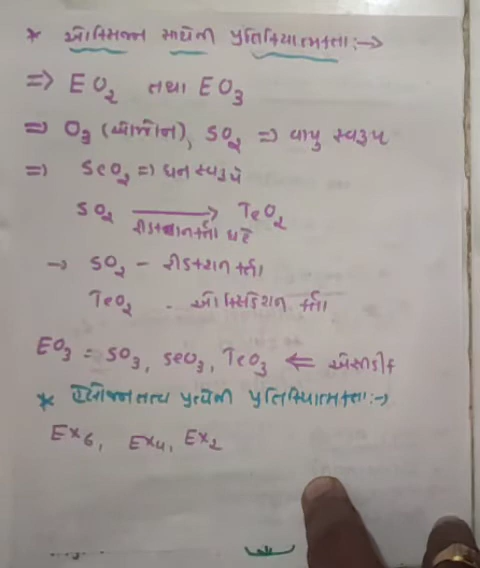 * ઓક્સિજન સાથેની પ્રતિક્રિયાત્મકતા:->
=> EO2 તથા EO3
=> O3 (ઓઝોન), SO2 => વાયુ સ્વરૂપ
=> SeO2 => ઘન સ્વરૂપે
SO2 ⟶ TeO2
રીડક્શનકર્તા ઘટે
-> SO2 - રીડક્શન કર્તા
TeO2 - ઓક્સિડેશન કર્તા
EO3 = SO3, SeO3, TeO3 <= એસીડીક
* હેલોજન તત્વ પ્રત્યેની પ્રતિક્રિયાત્મકતા:->
Ex6, Ex4, Ex2